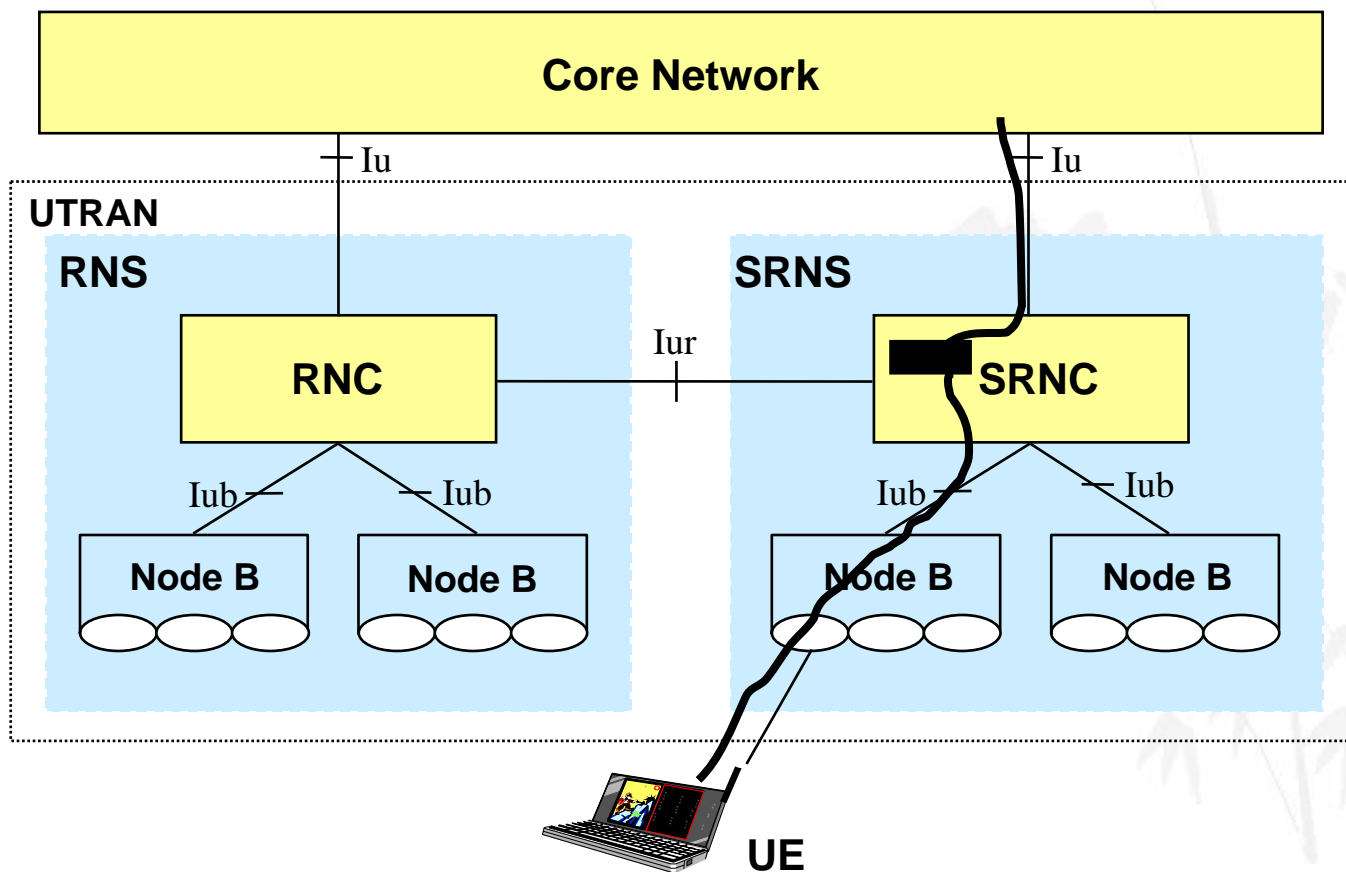 Core Network
Iu
Iu
UTRAN
RNS
SRNS
RNC
Iur
SRNC
Iub
Iub
Iub
Iub
Node B
Node B
Node B
Node B
UE